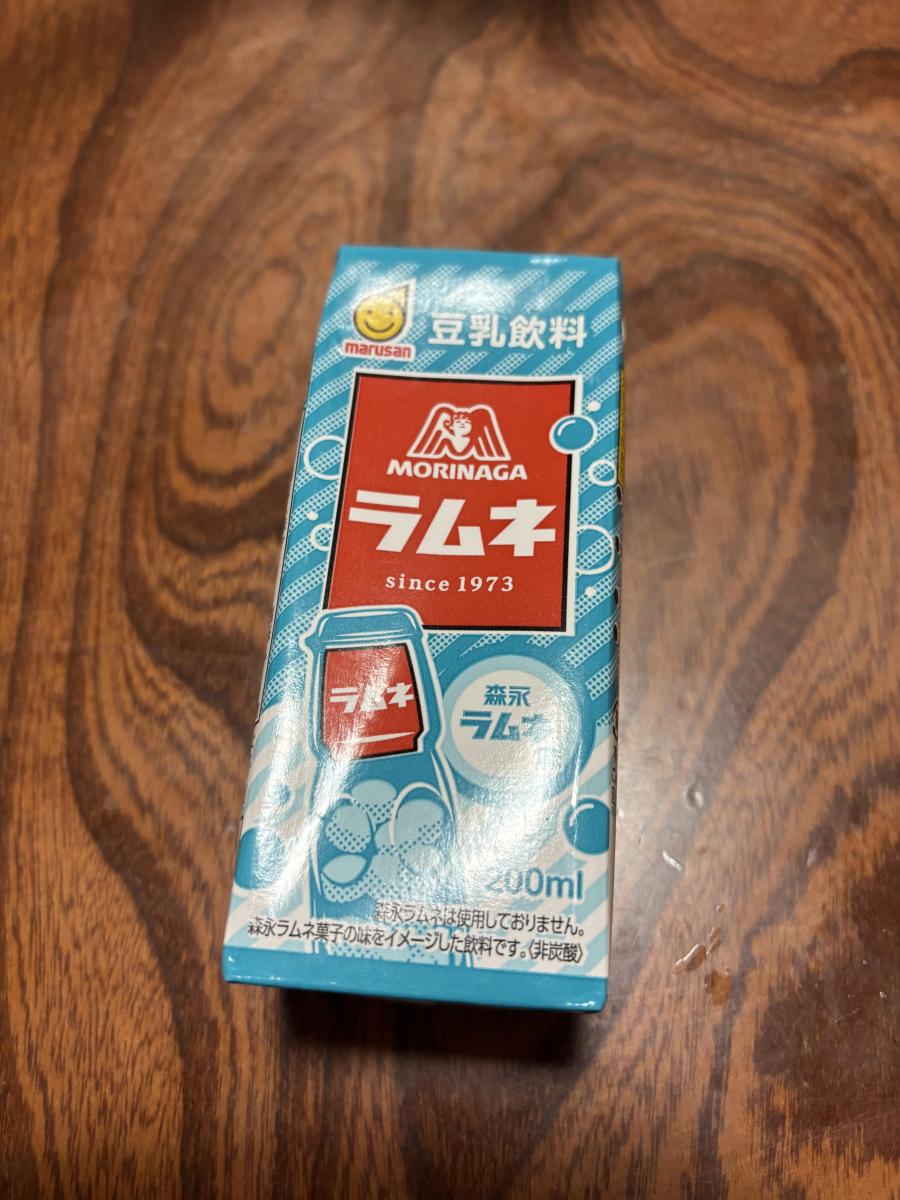 marusan
豆乳飲料
MORINAGA
ラムネ
since 1973
ラムネ
森永
ラムネ
200ml
森永ラムネは使用しておりません。
森永ラムネ菓子の味をイメージした飲料です。〈非炭酸〉